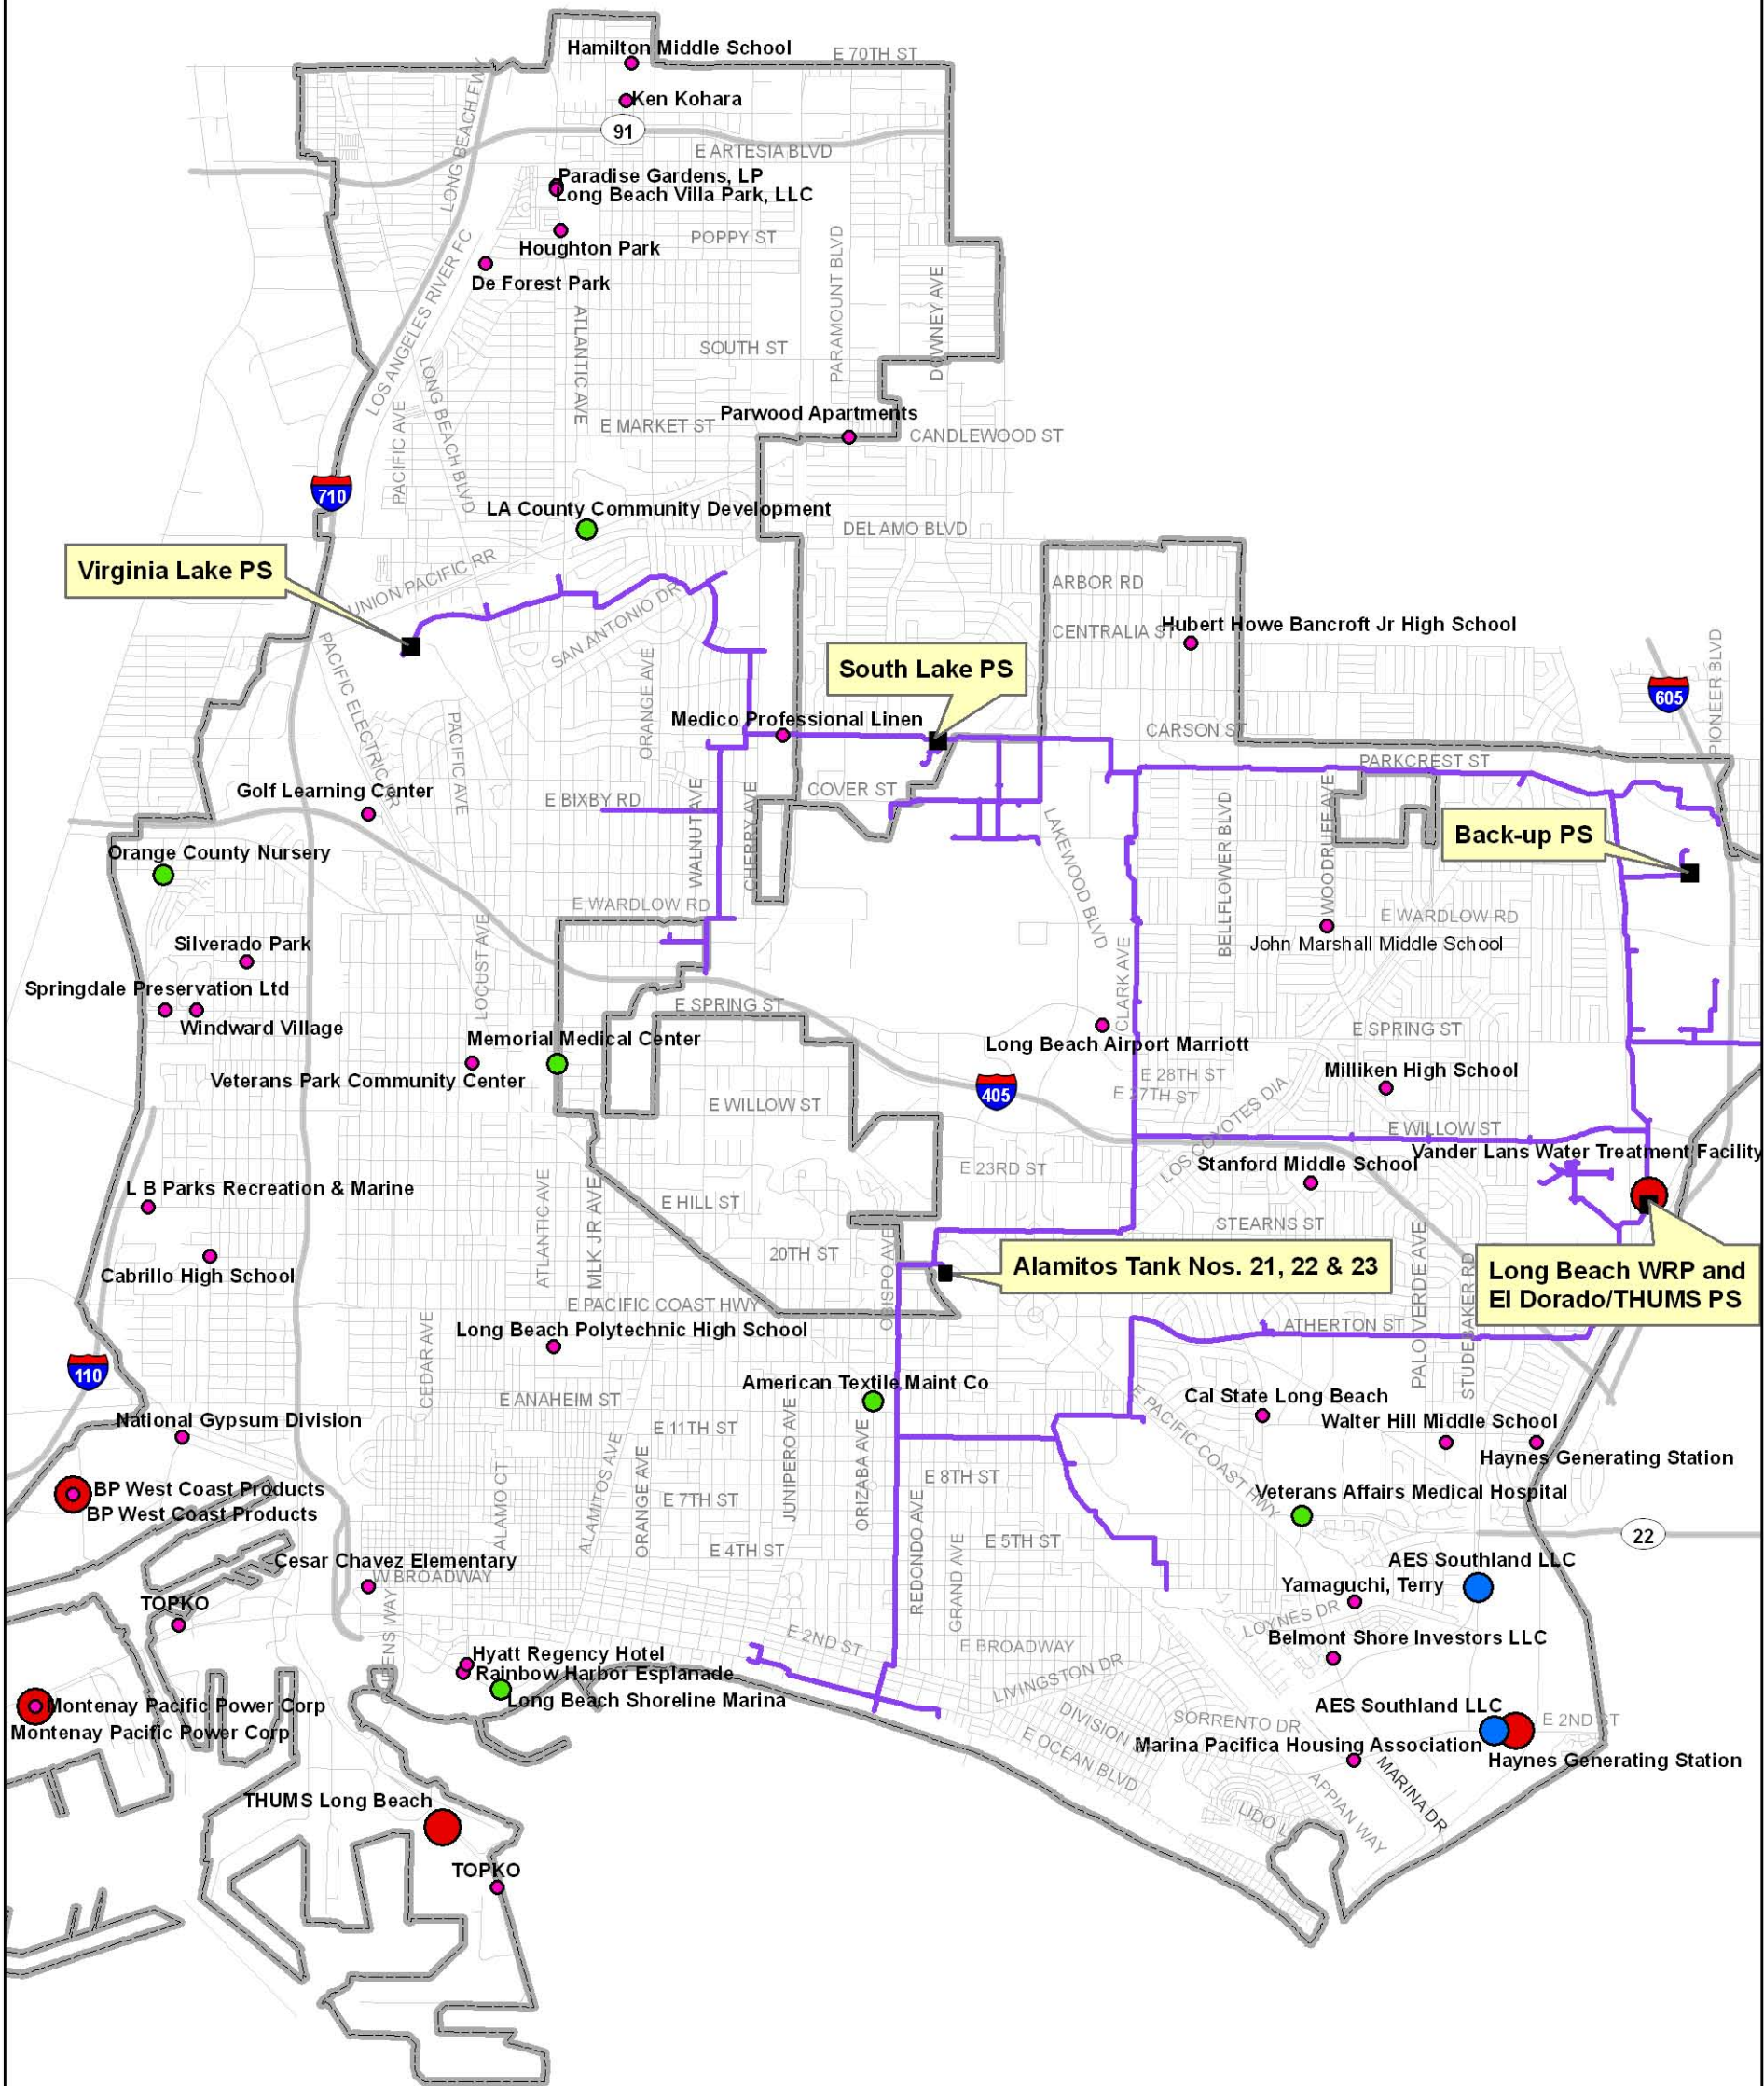 Hamilton Middle School
E 70TH ST
Ken Kohara
91
LONG BEACH FWY
E ARTESIA BLVD
Paradise Gardens, LP
Long Beach Villa Park, LLC
Houghton Park
POPPY ST
De Forest Park
LOS ANGELES RIVER FC
PARAMOUNT BLVD
DOWNEY AVE
ATLANTIC AVE
SOUTH ST
LONG BEACH BLVD
PACIFIC AVE
Parwood Apartments
E MARKET ST
CANDLEWOOD ST
710
LA County Community Development
DEL AMO BLVD
Virginia Lake PS
UNION PACIFIC RR
ARBOR RD
SAN ANTONIO DR
CENTRALIA ST
Hubert Howe Bancroft Jr High School
PIONEER BLVD
South Lake PS
605
PACIFIC ELECTRIC RR
PACIFIC AVE
ORANGE AVE
Medico Professional Linen
CARSON ST
PARKCREST ST
Golf Learning Center
E BIXBY RD
COVER ST
WALNUT AVE
CHERRY AVE
LAKEWOOD BLVD
BELLFLOWER BLVD
WOODRUFF AVE
Back-up PS
Orange County Nursery
E WARDLOW RD
E WARDLOW RD
John Marshall Middle School
Silverado Park
LOCUST AVE
CLARK AVE
Springdale Preservation Ltd
Windward Village
E SPRING ST
E SPRING ST
Memorial Medical Center
Long Beach Airport Marriott
Veterans Park Community Center
405
E 28TH ST
E 27TH ST
Milliken High School
E WILLOW ST
E WILLOW ST
LOS COYOTES DIA
Vander Lans Water Treatment Facility
E 23RD ST
Stanford Middle School
L B Parks Recreation & Marine
ATLANTIC AVE
MLK JR AVE
E HILL ST
STEARNS ST
20TH ST
OBISPO AVE
Cabrillo High School
Alamitos Tank Nos. 21, 22 & 23
PALO VERDE AVE
STUDEBAKER RD
Long Beach WRP and
El Dorado/THUMS PS
E PACIFIC COAST HWY
Long Beach Polytechnic High School
ATHERTON ST
110
CEDAR AVE
American Textile Maint Co
E ANAHEIM ST
E PACIFIC COAST HWY
Cal State Long Beach
National Gypsum Division
E 11TH ST
JUNIPERO AVE
ORIZABA AVE
Walter Hill Middle School
Haynes Generating Station
ALAMO CT
ALAMITOS AVE
ORANGE AVE
E 8TH ST
BP West Coast Products
BP West Coast Products
E 7TH ST
REDONDO AVE
GRAND AVE
Veterans Affairs Medical Hospital
22
E 4TH ST
E 5TH ST
Cesar Chavez Elementary
W BROADWAY
AES Southland LLC
Yamaguchi, Terry
TOPKO
LOYNES DR
E 2ND ST
E BROADWAY
Belmont Shore Investors LLC
Hyatt Regency Hotel
Rainbow Harbor Esplanade
Long Beach Shoreline Marina
LIVINGSTON DR
Montenay Pacific Power Corp
Montenay Pacific Power Corp
DIVISION
SORRENTO DR
AES Southland LLC
E 2ND ST
E OCEAN BLVD
Marina Pacifica Housing Association
Haynes Generating Station
MARINA DR
APPIAN WAY
THUMS Long Beach
LIDO
TOPKO